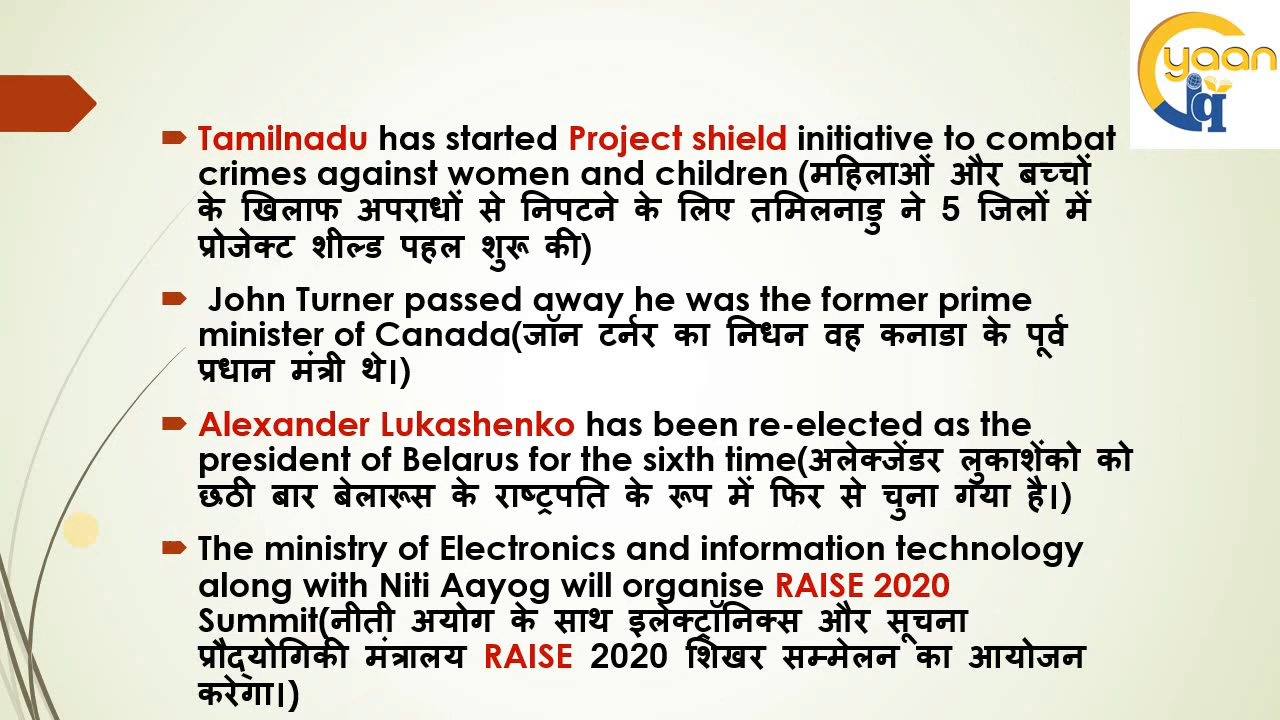 yaan
iq
Tamilnadu has started Project shield initiative to combat
crimes against women and children (महिलाओं और बच्चों
के खिलाफ अपराधों से निपटने के लिए तमिलनाडु ने 5 जिलों में
प्रोजेक्ट शील्ड पहल शुरू की)
John Turner passed away he was the former prime
minister of Canada(जॉन टर्नर का निधन वह कनाडा के पूर्व
प्रधान मंत्री थे।)
Alexander Lukashenko has been re-elected as the
president of Belarus for the sixth time(अलेक्जेंडर लुकाशेंको को
छठी बार बेलारूस के राष्ट्रपति के रूप में फिर से चुना गया है।)
The ministry of Electronics and information technology
along with Niti Aayog will organise RAISE 2020
Summit(नीती अयोग के साथ इलेक्ट्रॉनिक्स और सूचना
प्रौद्योगिकी मंत्रालय RAISE 2020 शिखर सम्मेलन का आयोजन
करेगा।)